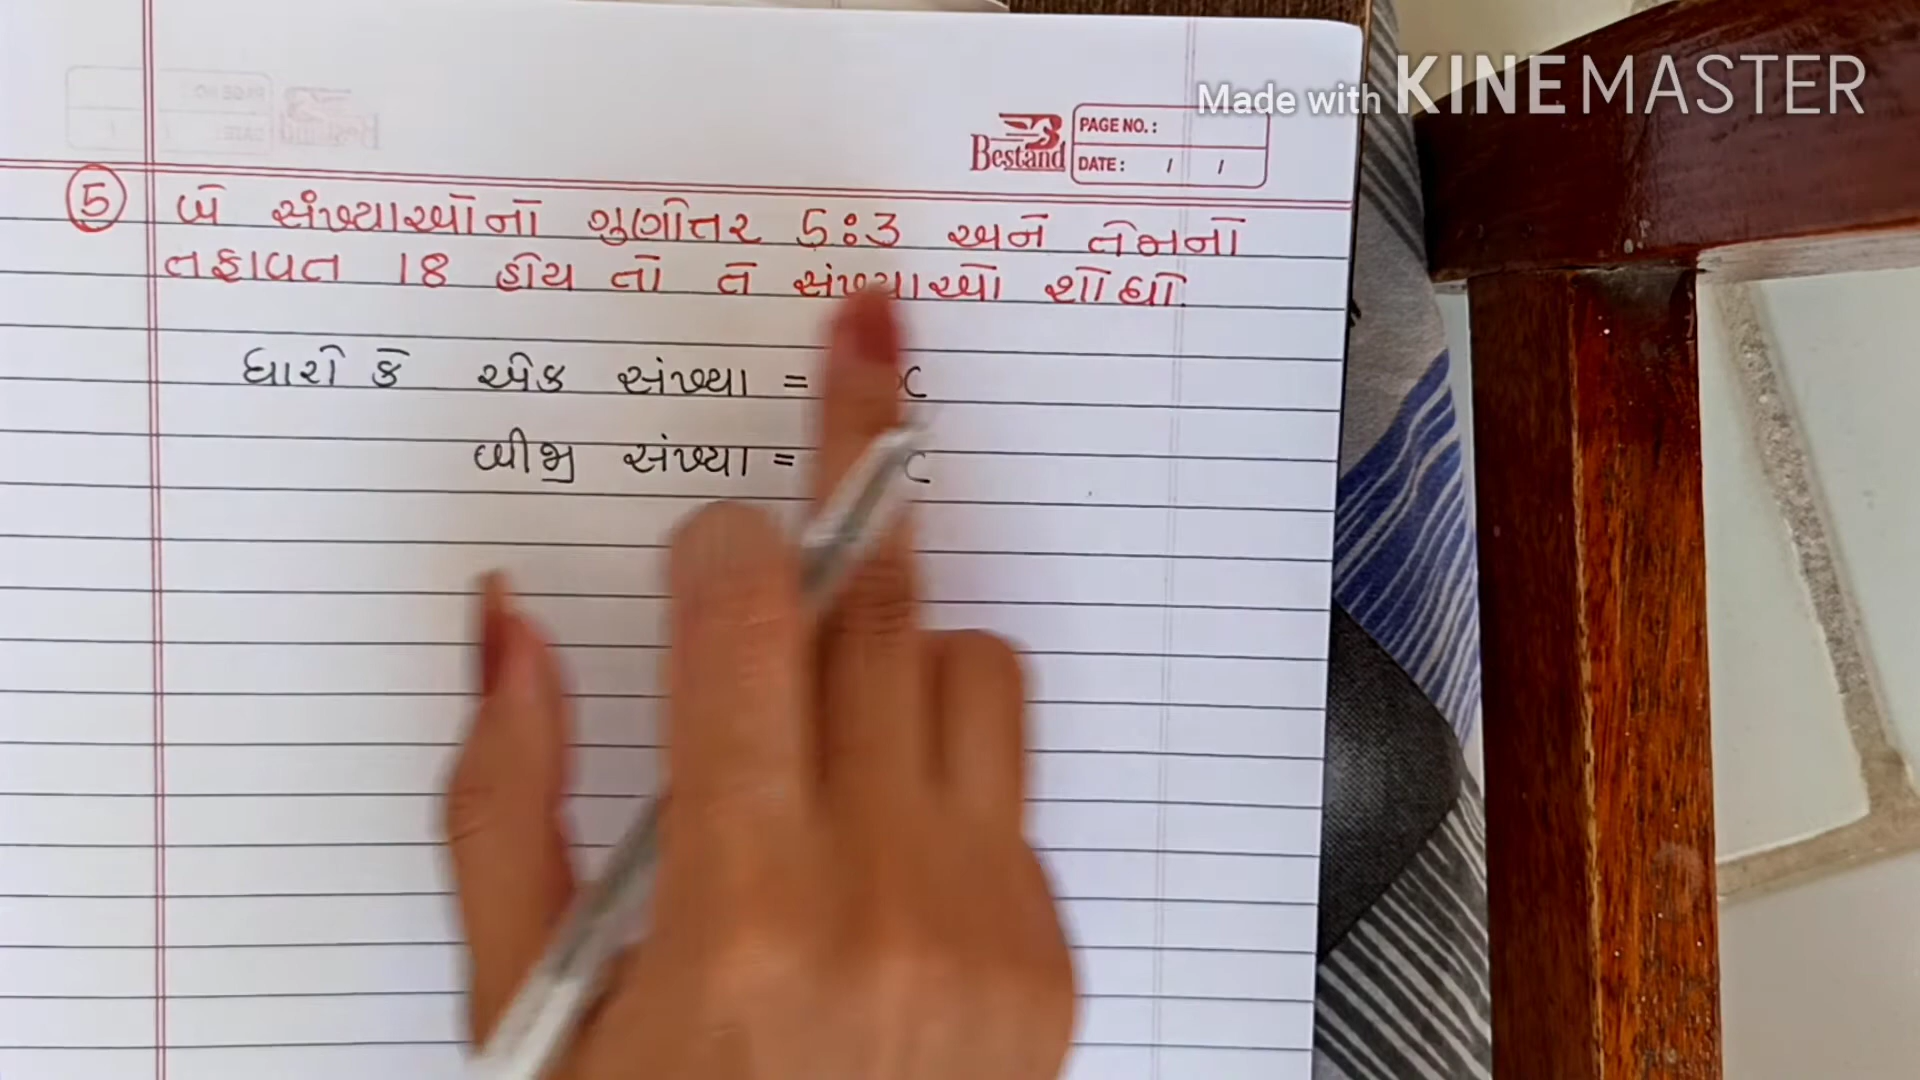 Made with KINEMASTER
Bestand
PAGE NO. :
DATE : / /
5 બે સંખ્યાઓનો ગુણોત્તર 5:3 અને તેમનો
તફાવત 18 હોય તો તે સંખ્યાઓ શોધો.
ધારો કે એક સંખ્યા =
બીજી સંખ્યા =